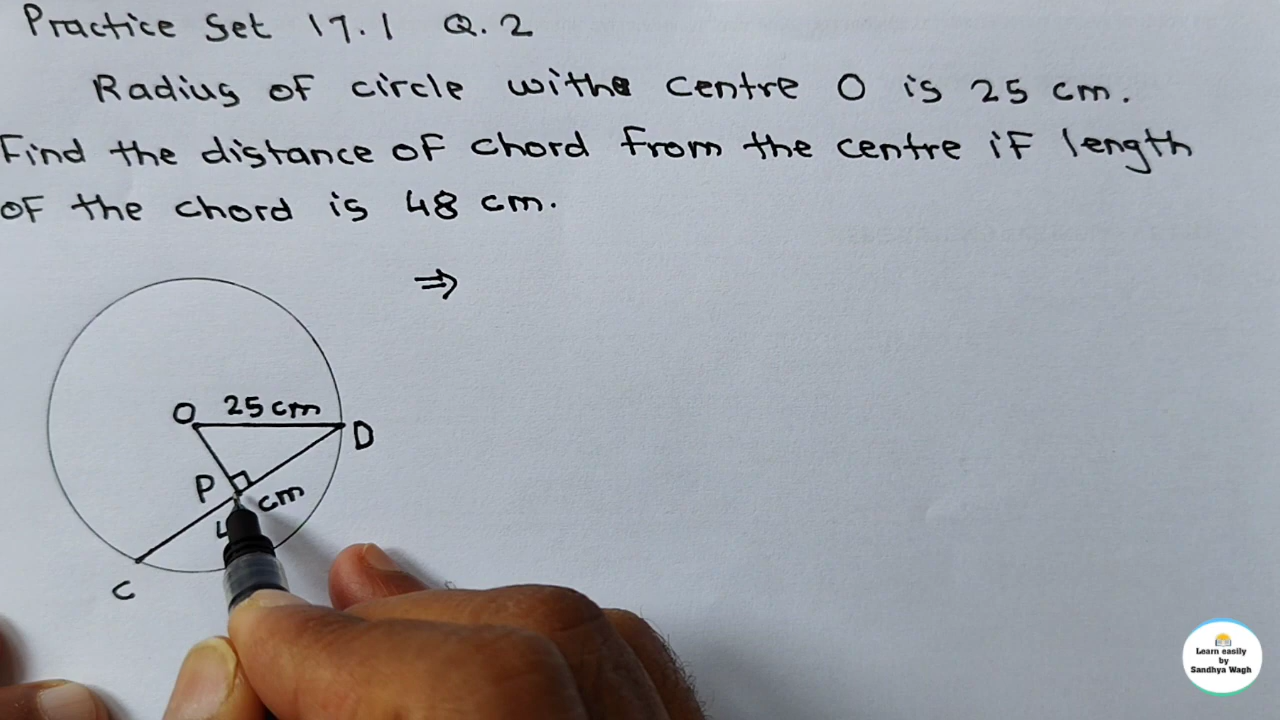 Practice Set 17.1 Q.2
Radius of circle with centre O is 25 cm.
Find the distance of chord from the centre if length
of the chord is 48 cm.
⇒
O 25 cm
D
P
cm
C
Learn easily
by
Sandhya Wagh